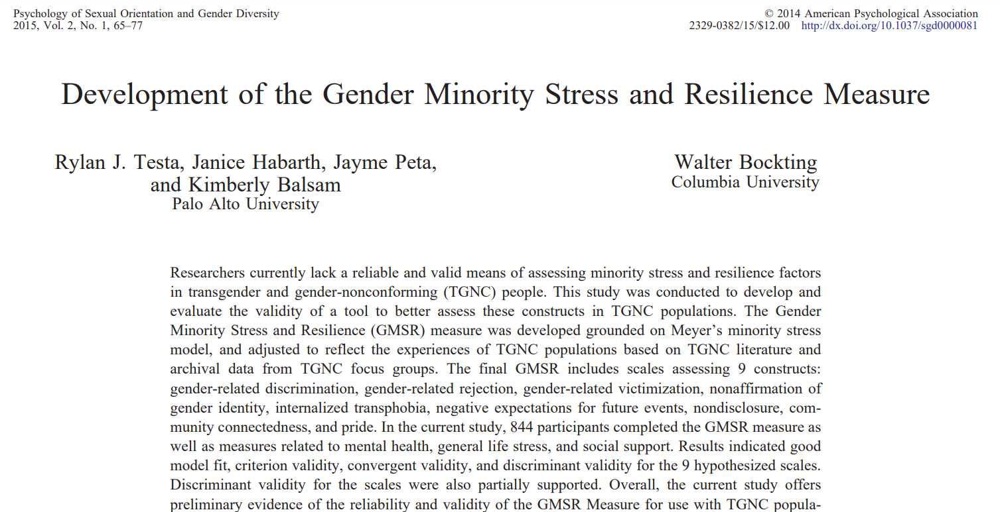 Psychology of Sexual Orientation and Gender Diversity
2015, Vol. 2, No. 1, 65–77
© 2014 American Psychological Association
2329-0382/15/$12.00 http://dx.doi.org/10.1037/sgd0000081
Development of the Gender Minority Stress and Resilience Measure
Rylan J. Testa, Janice Habarth, Jayme Peta,
and Kimberly Balsam
Palo Alto University
Walter Bockting
Columbia University
Researchers currently lack a reliable and valid means of assessing minority stress and resilience factors
in transgender and gender-nonconforming (TGNC) people. This study was conducted to develop and
evaluate the validity of a tool to better assess these constructs in TGNC populations. The Gender
Minority Stress and Resilience (GMSR) measure was developed grounded on Meyer’s minority stress
model, and adjusted to reflect the experiences of TGNC populations based on TGNC literature and
archival data from TGNC focus groups. The final GMSR includes scales assessing 9 constructs:
gender-related discrimination, gender-related rejection, gender-related victimization, nonaffirmation of
gender identity, internalized transphobia, negative expectations for future events, nondisclosure, com-
munity connectedness, and pride. In the current study, 844 participants completed the GMSR measure as
well as measures related to mental health, general life stress, and social support. Results indicated good
model fit, criterion validity, convergent validity, and discriminant validity for the 9 hypothesized scales.
Discriminant validity for the scales were also partially supported. Overall, the current study offers
preliminary evidence of the reliability and validity of the GMSR Measure for use with TGNC popula-